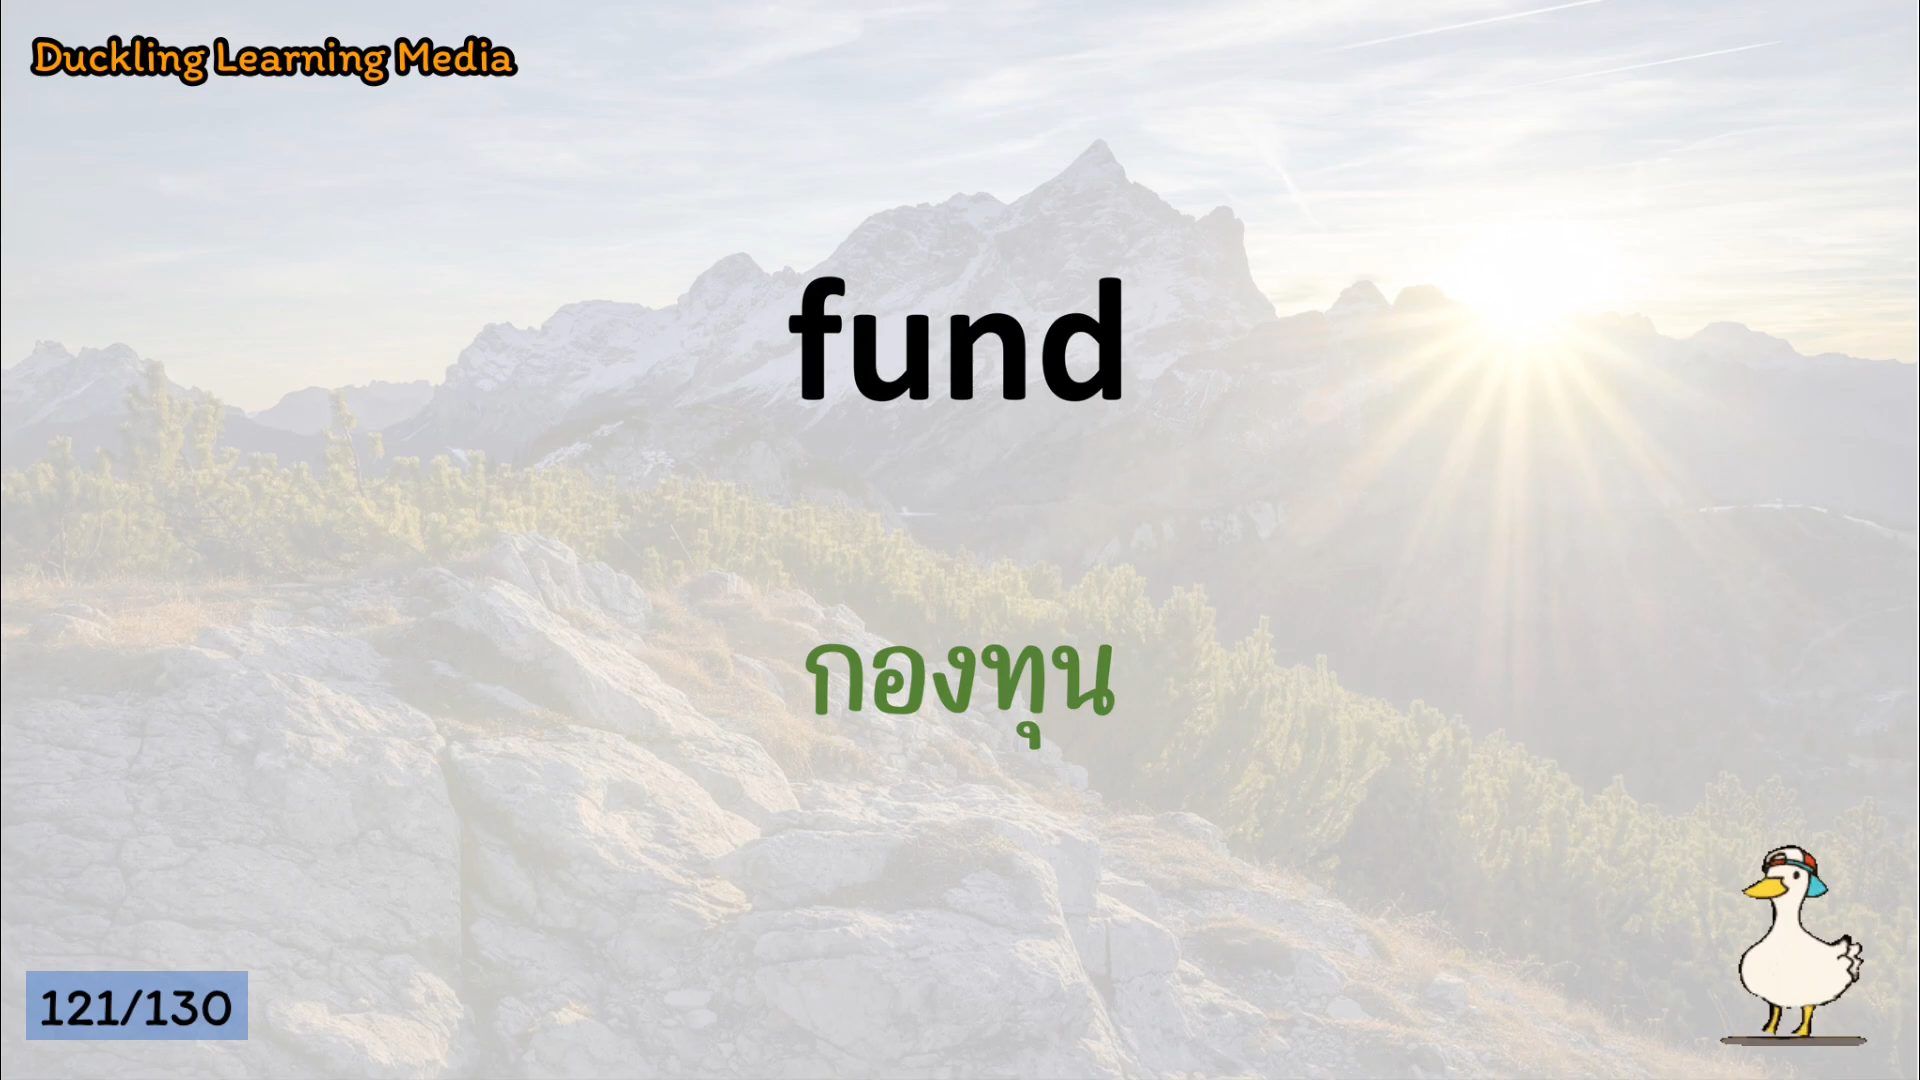 Duckling Learning Media
fund
กองทุน
121/130